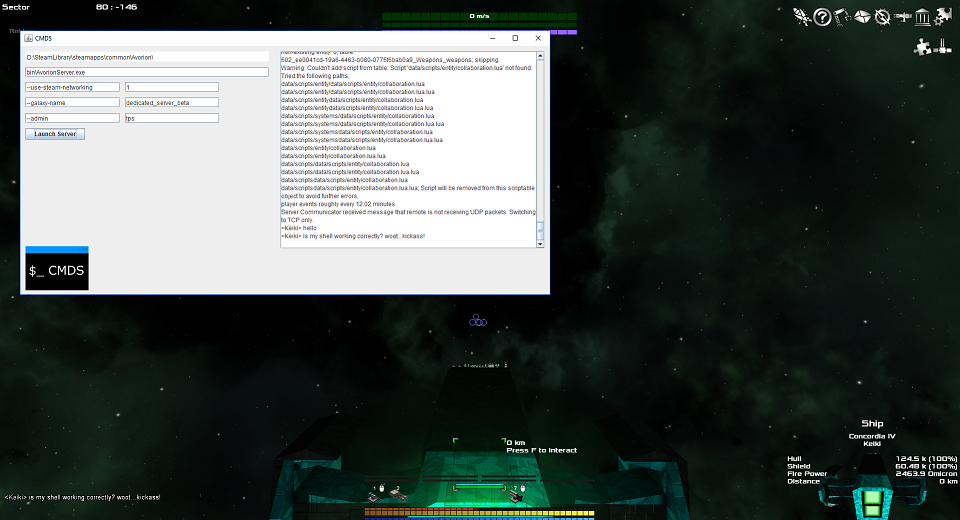 Sector
80 : -146
0 m/s
CMDS
D:\SteamLibrary\steamapps\common\Avorion\
bin\AvorionServer.exe
--use-steam-networking
1
--galaxy-name
dedicated_server_beta
--admin
Launch Server
$_ CMDS
non-existing entity: 0, table:
502_ee0041cd-19a6-4463-b080-0775f6bab0a9_Weapons_weapons; skipping.
Warning: Couldn't add script from table: Script 'data/scripts/entity/collaboration.lua' not found.
Tried the following paths:
data/scripts/entity/data/scripts/entity/collaboration.lua
data/scripts/entity/data/scripts/entity/collaboration.lua.lua
data/scripts/entitydata/scripts/entity/collaboration.lua
data/scripts/entitydata/scripts/entity/collaboration.lua.lua
data/scripts/systems/data/scripts/entity/collaboration.lua
data/scripts/systems/data/scripts/entity/collaboration.lua.lua
data/scripts/systemsdata/scripts/entity/collaboration.lua
data/scripts/systemsdata/scripts/entity/collaboration.lua.lua
data/scripts/entity/collaboration.lua
data/scripts/entity/collaboration.lua.lua
data/scripts/data/scripts/entity/collaboration.lua
data/scripts/data/scripts/entity/collaboration.lua.lua
data/scriptsdata/scripts/entity/collaboration.lua
data/scriptsdata/scripts/entity/collaboration.lua.lua; Script will be removed from this scriptable
object to avoid further errors.
player events roughly every 12.02 minutes
Server Communicator received message that remote is not receiving UDP packets. Switching
to TCP only.
<Keiki> hello
<Keiki> is my shell working correctly? woot...kickass!
0 km
Press F to interact
1
2
7
Ship
Concordia IV
Keiki
Hull 124.5 k (100%)
Shield 60.48 k (100%)
Fire Power 2463.9 Omicron
Distance 0 km
<Keiki> is my shell working correctly? woot...kickass!